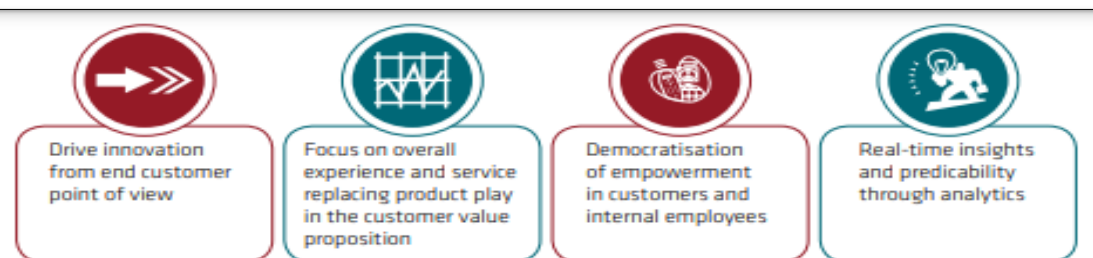 Drive innovation
from end customer
point of view
Focus on overall
experience and service
replacing product play
in the customer value
proposition
Democratisation
of empowerment
in customers and
internal employees
Real-time insights
and predicability
through analytics